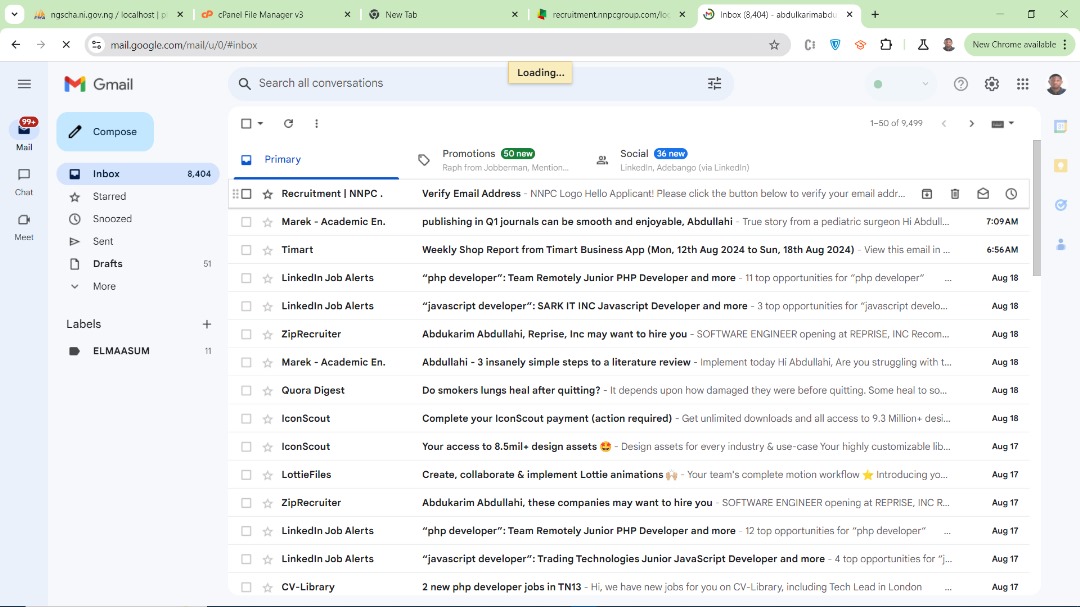 ngscha.ni.gov.ng / localhost | p
cPanel File Manager v3
New Tab
recruitment.nnpcgroup.com/loc
Inbox (8,404) - abdulkarimabdu
mail.google.com/mail/u/0/#inbox
New Chrome available
Loading...
Gmail
Search all conversations
99+
Mail
Chat
Meet
Compose
Inbox 8,404
Starred
Snoozed
Sent
Drafts 51
More
Labels
ELMAASUM 11
1–50 of 9,499
Primary
Promotions 50 new
Raph from Jobberman, Mention...
Social 36 new
LinkedIn, Adebango (via LinkedIn)
Recruitment | NNPC . Verify Email Address - NNPC Logo Hello Applicant! Please click the button below to verify your email addr...
Marek - Academic En. publishing in Q1 journals can be smooth and enjoyable, Abdullahi - True story from a pediatric surgeon Hi Abdull... 7:09 AM
Timart Weekly Shop Report from Timart Business App (Mon, 12th Aug 2024 to Sun, 18th Aug 2024) - View this email in ... 6:56 AM
LinkedIn Job Alerts “php developer”: Team Remotely Junior PHP Developer and more - 11 top opportunities for “php developer” ... Aug 18
LinkedIn Job Alerts “javascript developer”: SARK IT INC Javascript Developer and more - 3 top opportunities for “javascript develo... Aug 18
ZipRecruiter Abdukarim Abdullahi, Reprise, Inc may want to hire you - SOFTWARE ENGINEER opening at REPRISE, INC Recom... Aug 18
Marek - Academic En. Abdullahi - 3 insanely simple steps to a literature review - Implement today Hi Abdullahi, Are you struggling with t... Aug 18
Quora Digest Do smokers lungs heal after quitting? - It depends upon how damaged they were before quitting. Some heal to so... Aug 18
IconScout Complete your IconScout payment (action required) - Get unlimited downloads and all access to 9.3 Million+ desi... Aug 18
IconScout Your access to 8.5mil+ design assets 🤩 - Design assets for every industry & use-case Your highly customizable lib... Aug 17
LottieFiles Create, collaborate & implement Lottie animations 🙌🏼 - Your team's complete motion workflow ⭐ Introducing yo... Aug 17
ZipRecruiter Abdukarim Abdullahi, these companies may want to hire you - SOFTWARE ENGINEER opening at REPRISE, INC R... Aug 17
LinkedIn Job Alerts “php developer”: Team Remotely Junior PHP Developer and more - 12 top opportunities for “php developer” ... Aug 17
LinkedIn Job Alerts “javascript developer”: Trading Technologies Junior JavaScript Developer and more - 4 top opportunities for “j... Aug 17
CV-Library 2 new php developer jobs in TN13 - Hi, we have new jobs for you on CV-Library, including Tech Lead in London ... Aug 17